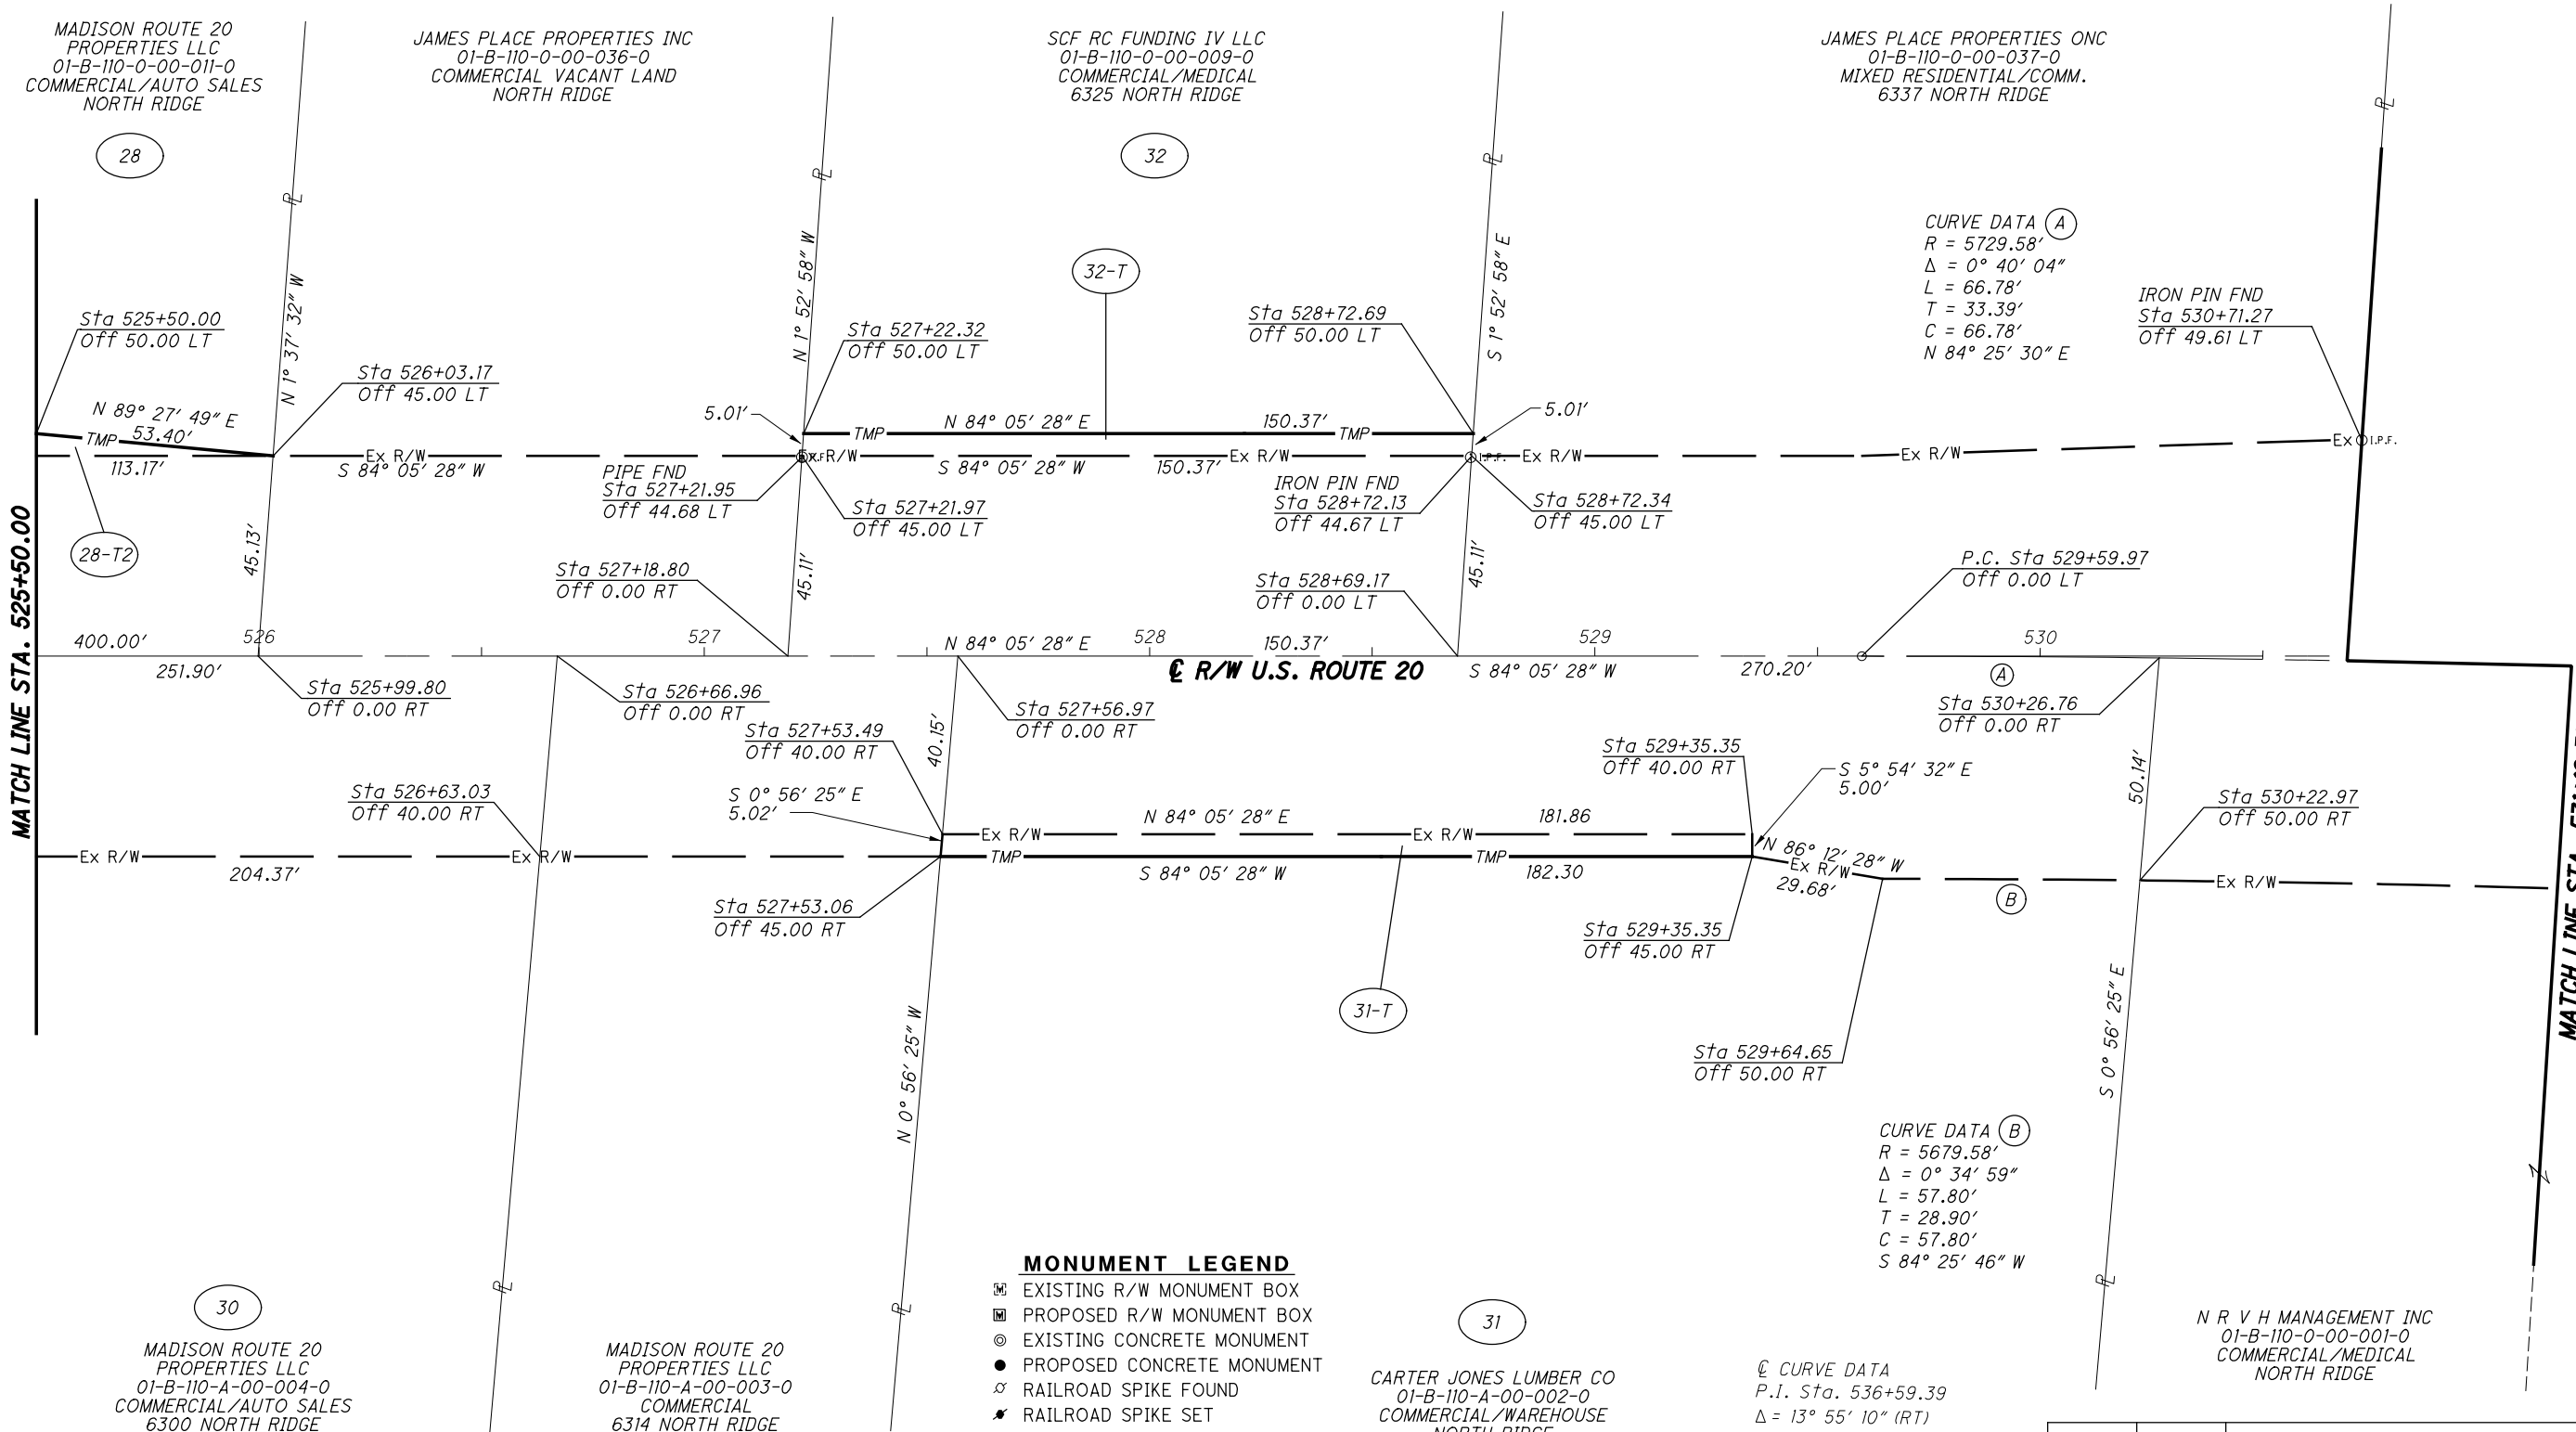 MADISON ROUTE 20
PROPERTIES LLC
01-B-110-0-00-011-0
COMMERCIAL/AUTO SALES
NORTH RIDGE
28
JAMES PLACE PROPERTIES INC
01-B-110-0-00-036-0
COMMERCIAL VACANT LAND
NORTH RIDGE
SCF RC FUNDING IV LLC
01-B-110-0-00-009-0
COMMERCIAL/MEDICAL
6325 NORTH RIDGE
32
JAMES PLACE PROPERTIES ONC
01-B-110-0-00-037-0
MIXED RESIDENTIAL/COMM.
6337 NORTH RIDGE
PL
PL
PL
PL
CURVE DATA A
R = 5729.58'
Δ = 0° 40' 04"
L = 66.78'
T = 33.39'
C = 66.78'
N 84° 25' 30" E
IRON PIN FND
Sta 530+71.27
Off 49.61 LT
32-T
N 1° 37' 32" W
N 1° 52' 58" W
S 1° 52' 58" E
Sta 525+50.00
Off 50.00 LT
Sta 526+03.17
Off 45.00 LT
Sta 527+22.32
Off 50.00 LT
Sta 528+72.69
Off 50.00 LT
N 89° 27' 49" E
TMP 53.40'
5.01'
TMP
N 84° 05' 28" E
150.37'
TMP
5.01'
113.17'
Ex R/W
S 84° 05' 28" W
Ex R/W
S 84° 05' 28" W
150.37'
Ex R/W
I.P.F.
Ex R/W
Ex R/W
Ex
I.P.F.
PIPE FND
Sta 527+21.95
Off 44.68 LT
Sta 527+21.97
Off 45.00 LT
IRON PIN FND
Sta 528+72.13
Off 44.67 LT
Sta 528+72.34
Off 45.00 LT
28-T2
45.13'
45.11'
45.11'
Sta 527+18.80
Off 0.00 RT
Sta 528+69.17
Off 0.00 LT
P.C. Sta 529+59.97
Off 0.00 LT
MATCH LINE STA. 525+50.00
400.00'
526
527
N 84° 05' 28" E
528
150.37'
529
530
251.90'
℄ R/W U.S. ROUTE 20
S 84° 05' 28" W
270.20'
A
Sta 525+99.80
Off 0.00 RT
Sta 526+66.96
Off 0.00 RT
Sta 527+56.97
Off 0.00 RT
Sta 530+26.76
Off 0.00 RT
Sta 527+53.49
Off 40.00 RT
40.15'
Sta 529+35.35
Off 40.00 RT
S 5° 54' 32" E
5.00'
50.14'
Sta 526+63.03
Off 40.00 RT
S 0° 56' 25" E
5.02'
Sta 530+22.97
Off 50.00 RT
Ex R/W
N 84° 05' 28" E
Ex R/W
181.86
N 86° 12' 28" W
Ex R/W
29.68'
Ex R/W
204.37'
Ex R/W
TMP
S 84° 05' 28" W
TMP
182.30
Ex R/W
B
Sta 527+53.06
Off 45.00 RT
Sta 529+35.35
Off 45.00 RT
31-T
N 0° 56' 25" W
S 0° 56' 25" E
Sta 529+64.65
Off 50.00 RT
MATCH LINE STA.
CURVE DATA B
R = 5679.58'
Δ = 0° 34' 59"
L = 57.80'
T = 28.90'
C = 57.80'
S 84° 25' 46" W
PL
PL
PL
30
MADISON ROUTE 20
PROPERTIES LLC
01-B-110-A-00-004-0
COMMERCIAL/AUTO SALES
6300 NORTH RIDGE
MADISON ROUTE 20
PROPERTIES LLC
01-B-110-A-00-003-0
COMMERCIAL
6314 NORTH RIDGE
MONUMENT LEGEND
EXISTING R/W MONUMENT BOX
PROPOSED R/W MONUMENT BOX
EXISTING CONCRETE MONUMENT
PROPOSED CONCRETE MONUMENT
RAILROAD SPIKE FOUND
RAILROAD SPIKE SET
31
CARTER JONES LUMBER CO
01-B-110-A-00-002-0
COMMERCIAL/WAREHOUSE
NORTH RIDGE
℄ CURVE DATA
P.I. Sta. 536+59.39
Δ = 13° 55' 10" (RT)
N R V H MANAGEMENT INC
01-B-110-0-00-001-0
COMMERCIAL/MEDICAL
NORTH RIDGE